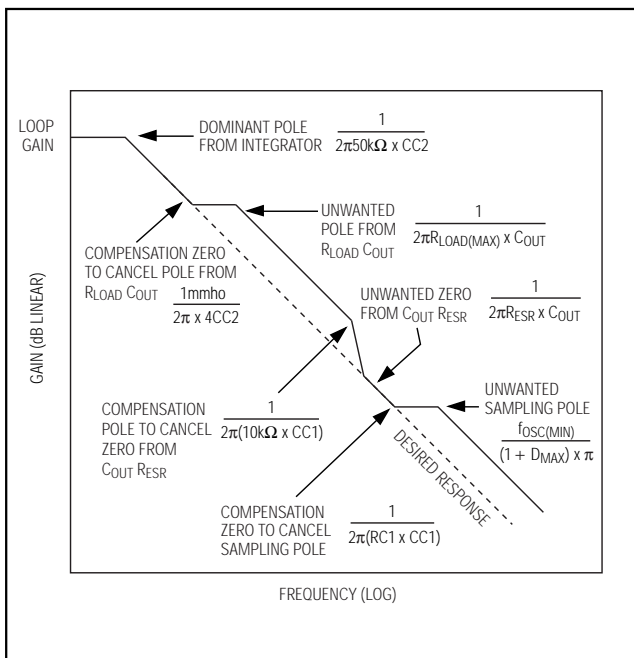 LOOP
GAIN
DOMINANT POLE
FROM INTEGRATOR
1
2π50kΩ x CC2
UNWANTED
POLE FROM
RLOAD COUT
1
2πRLOAD(MAX) x COUT
COMPENSATION ZERO
TO CANCEL POLE FROM
RLOAD COUT
1mmho
2π x 4CC2
UNWANTED ZERO
FROM COUT RESR
1
2πRESR x COUT
GAIN (dB LINEAR)
COMPENSATION
POLE TO CANCEL
ZERO FROM
COUT RESR
1
2π(10kΩ x CC1)
UNWANTED
SAMPLING POLE
fOSC(MIN)
(1 + DMAX) x π
DESIRED RESPONSE
COMPENSATION
ZERO TO CANCEL
SAMPLING POLE
1
2π(RC1 x CC1)
FREQUENCY (LOG)